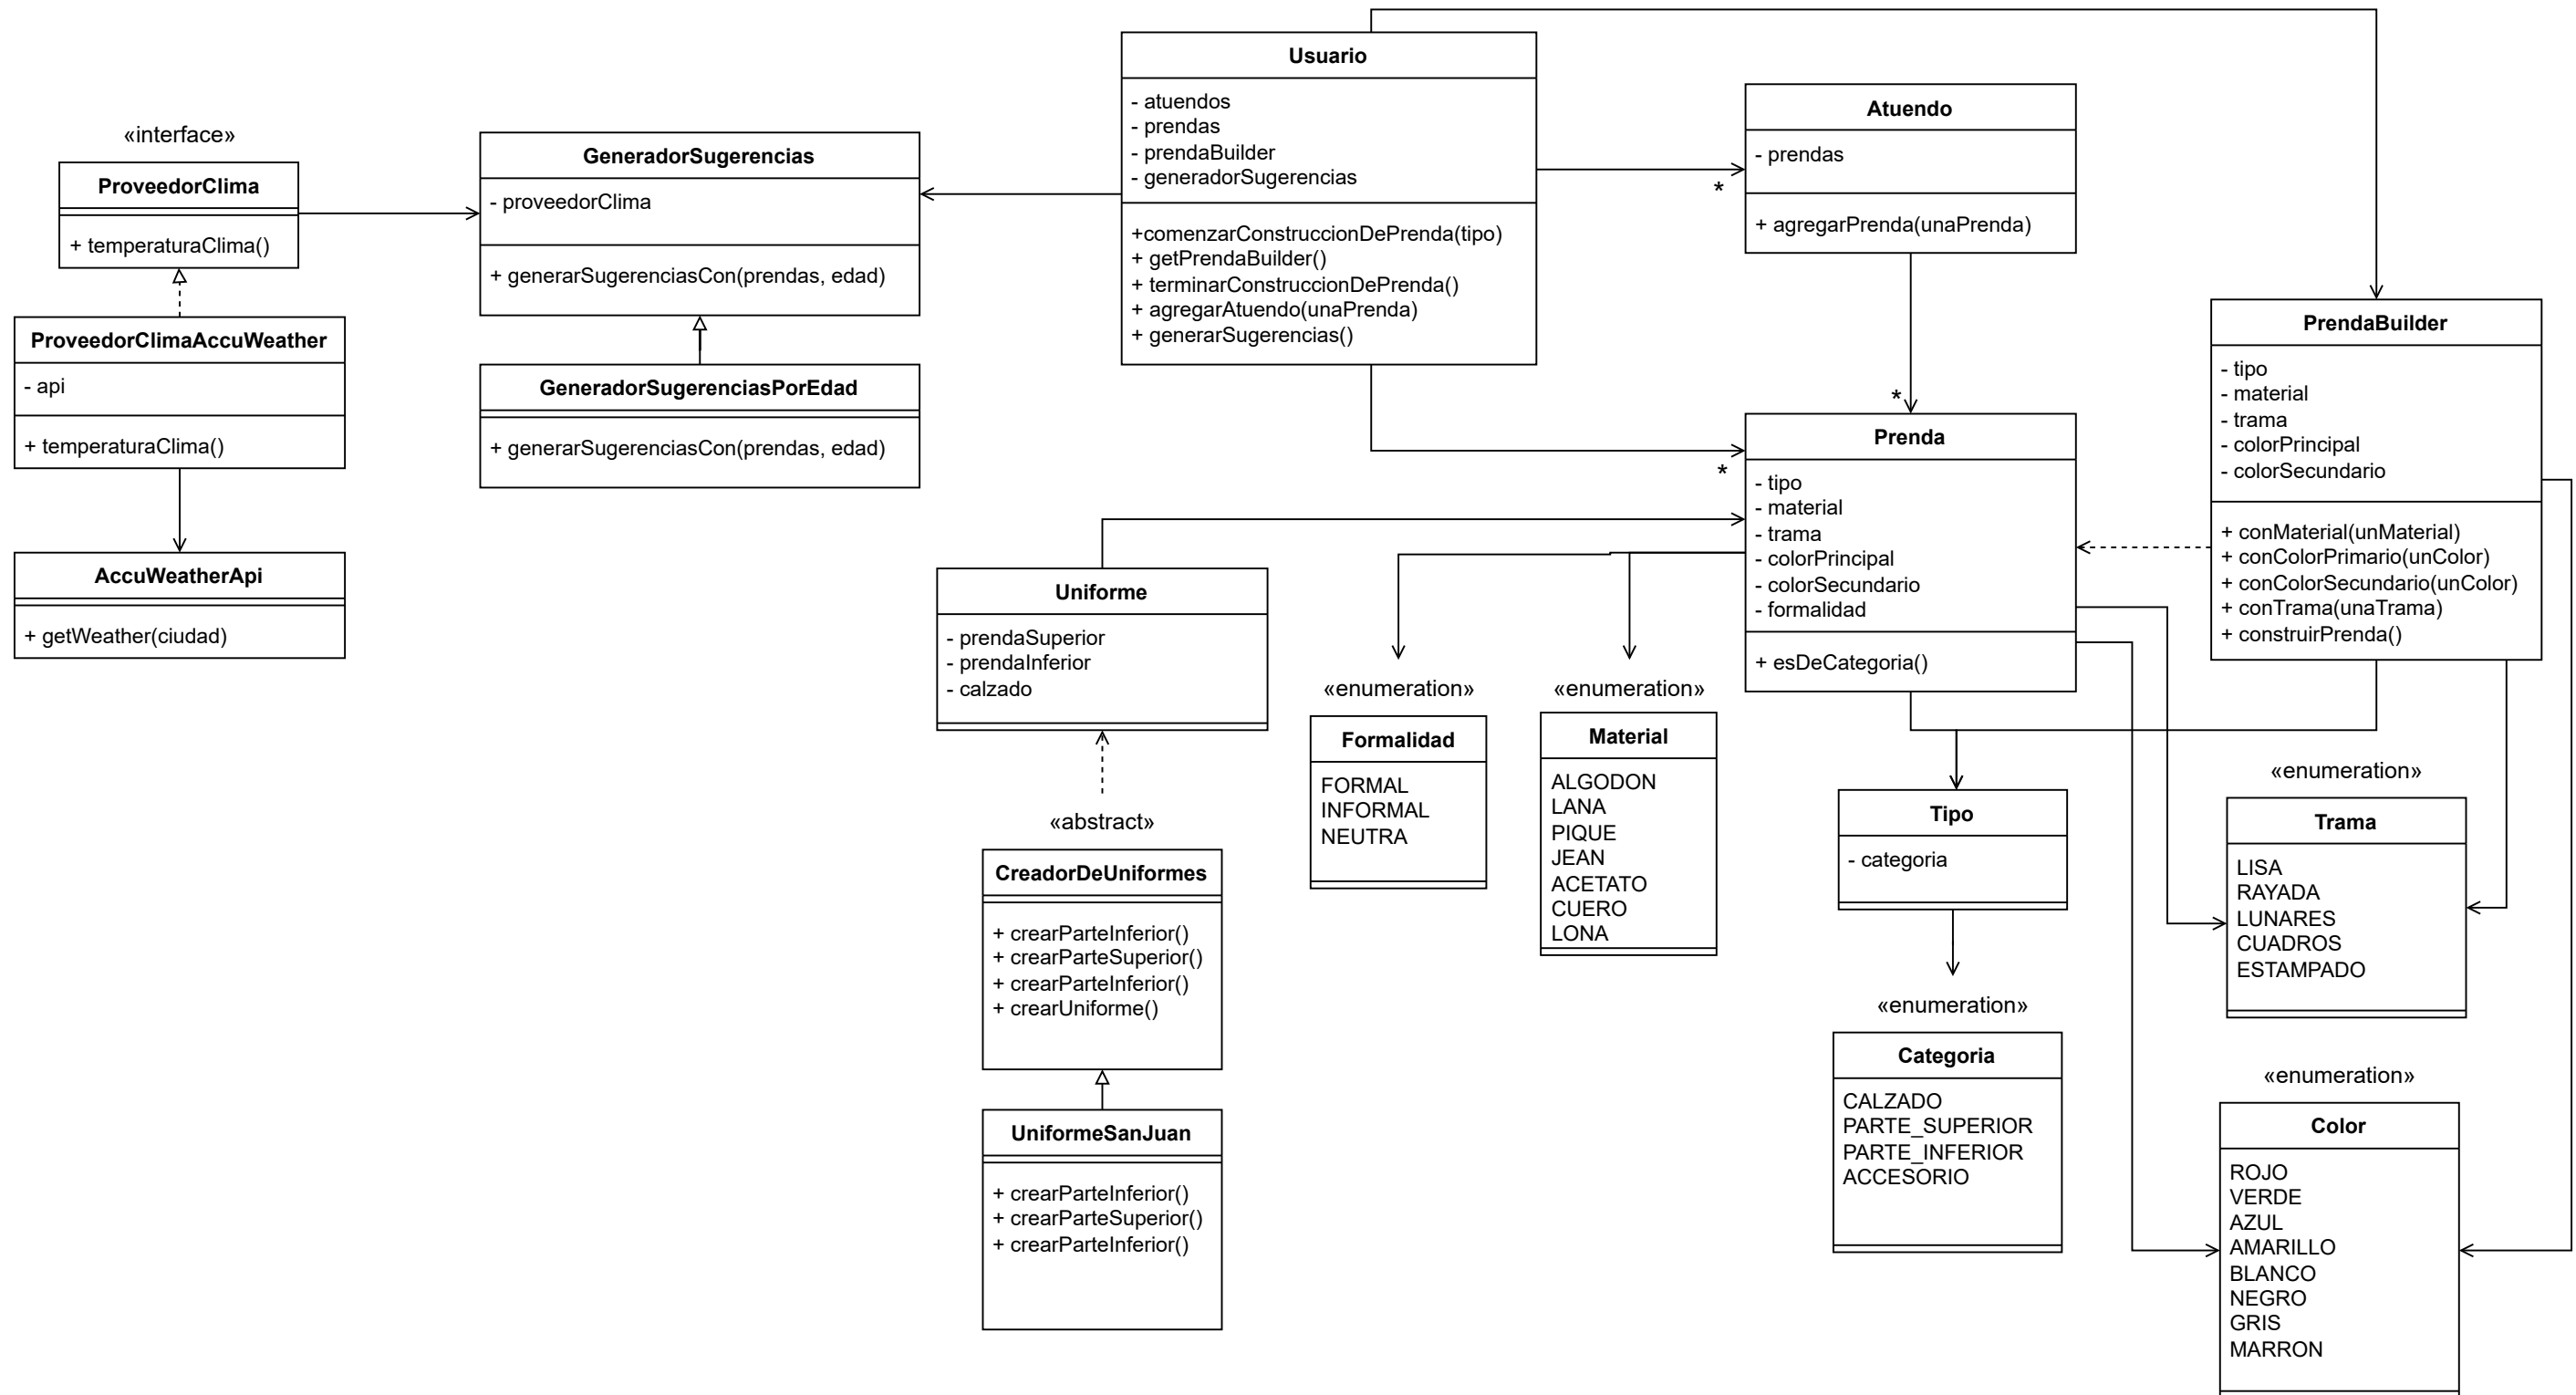 «interface»
ProveedorClima
+ temperaturaClima()
ProveedorClimaAccuWeather
- api
+ temperaturaClima()
AccuWeatherApi
+ getWeather(ciudad)
GeneradorSugerencias
- proveedorClima
+ generarSugerenciasCon(prendas, edad)
GeneradorSugerenciasPorEdad
+ generarSugerenciasCon(prendas, edad)
Usuario
- atuendos
- prendas
- prendaBuilder
- generadorSugerencias
+comenzarConstruccionDePrenda(tipo)
+ getPrendaBuilder()
+ terminarConstruccionDePrenda()
+ agregarAtuendo(unaPrenda)
+ generarSugerencias()
*
Atuendo
- prendas
+ agregarPrenda(unaPrenda)
*
*
Prenda
- tipo
- material
- trama
- colorPrincipal
- colorSecundario
- formalidad
+ esDeCategoria()
PrendaBuilder
- tipo
- material
- trama
- colorPrincipal
- colorSecundario
+ conMaterial(unMaterial)
+ conColorPrimario(unColor)
+ conColorSecundario(unColor)
+ conTrama(unaTrama)
+ construirPrenda()
Uniforme
- prendaSuperior
- prendaInferior
- calzado
«abstract»
CreadorDeUniformes
+ crearParteInferior()
+ crearParteSuperior()
+ crearParteInferior()
+ crearUniforme()
UniformeSanJuan
+ crearParteInferior()
+ crearParteSuperior()
+ crearParteInferior()
«enumeration»
Formalidad
FORMAL
INFORMAL
NEUTRA
«enumeration»
Material
ALGODON
LANA
PIQUE
JEAN
ACETATO
CUERO
LONA
Tipo
- categoria
«enumeration»
Categoria
CALZADO
PARTE_SUPERIOR
PARTE_INFERIOR
ACCESORIO
«enumeration»
Trama
LISA
RAYADA
LUNARES
CUADROS
ESTAMPADO
«enumeration»
Color
ROJO
VERDE
AZUL
AMARILLO
BLANCO
NEGRO
GRIS
MARRON